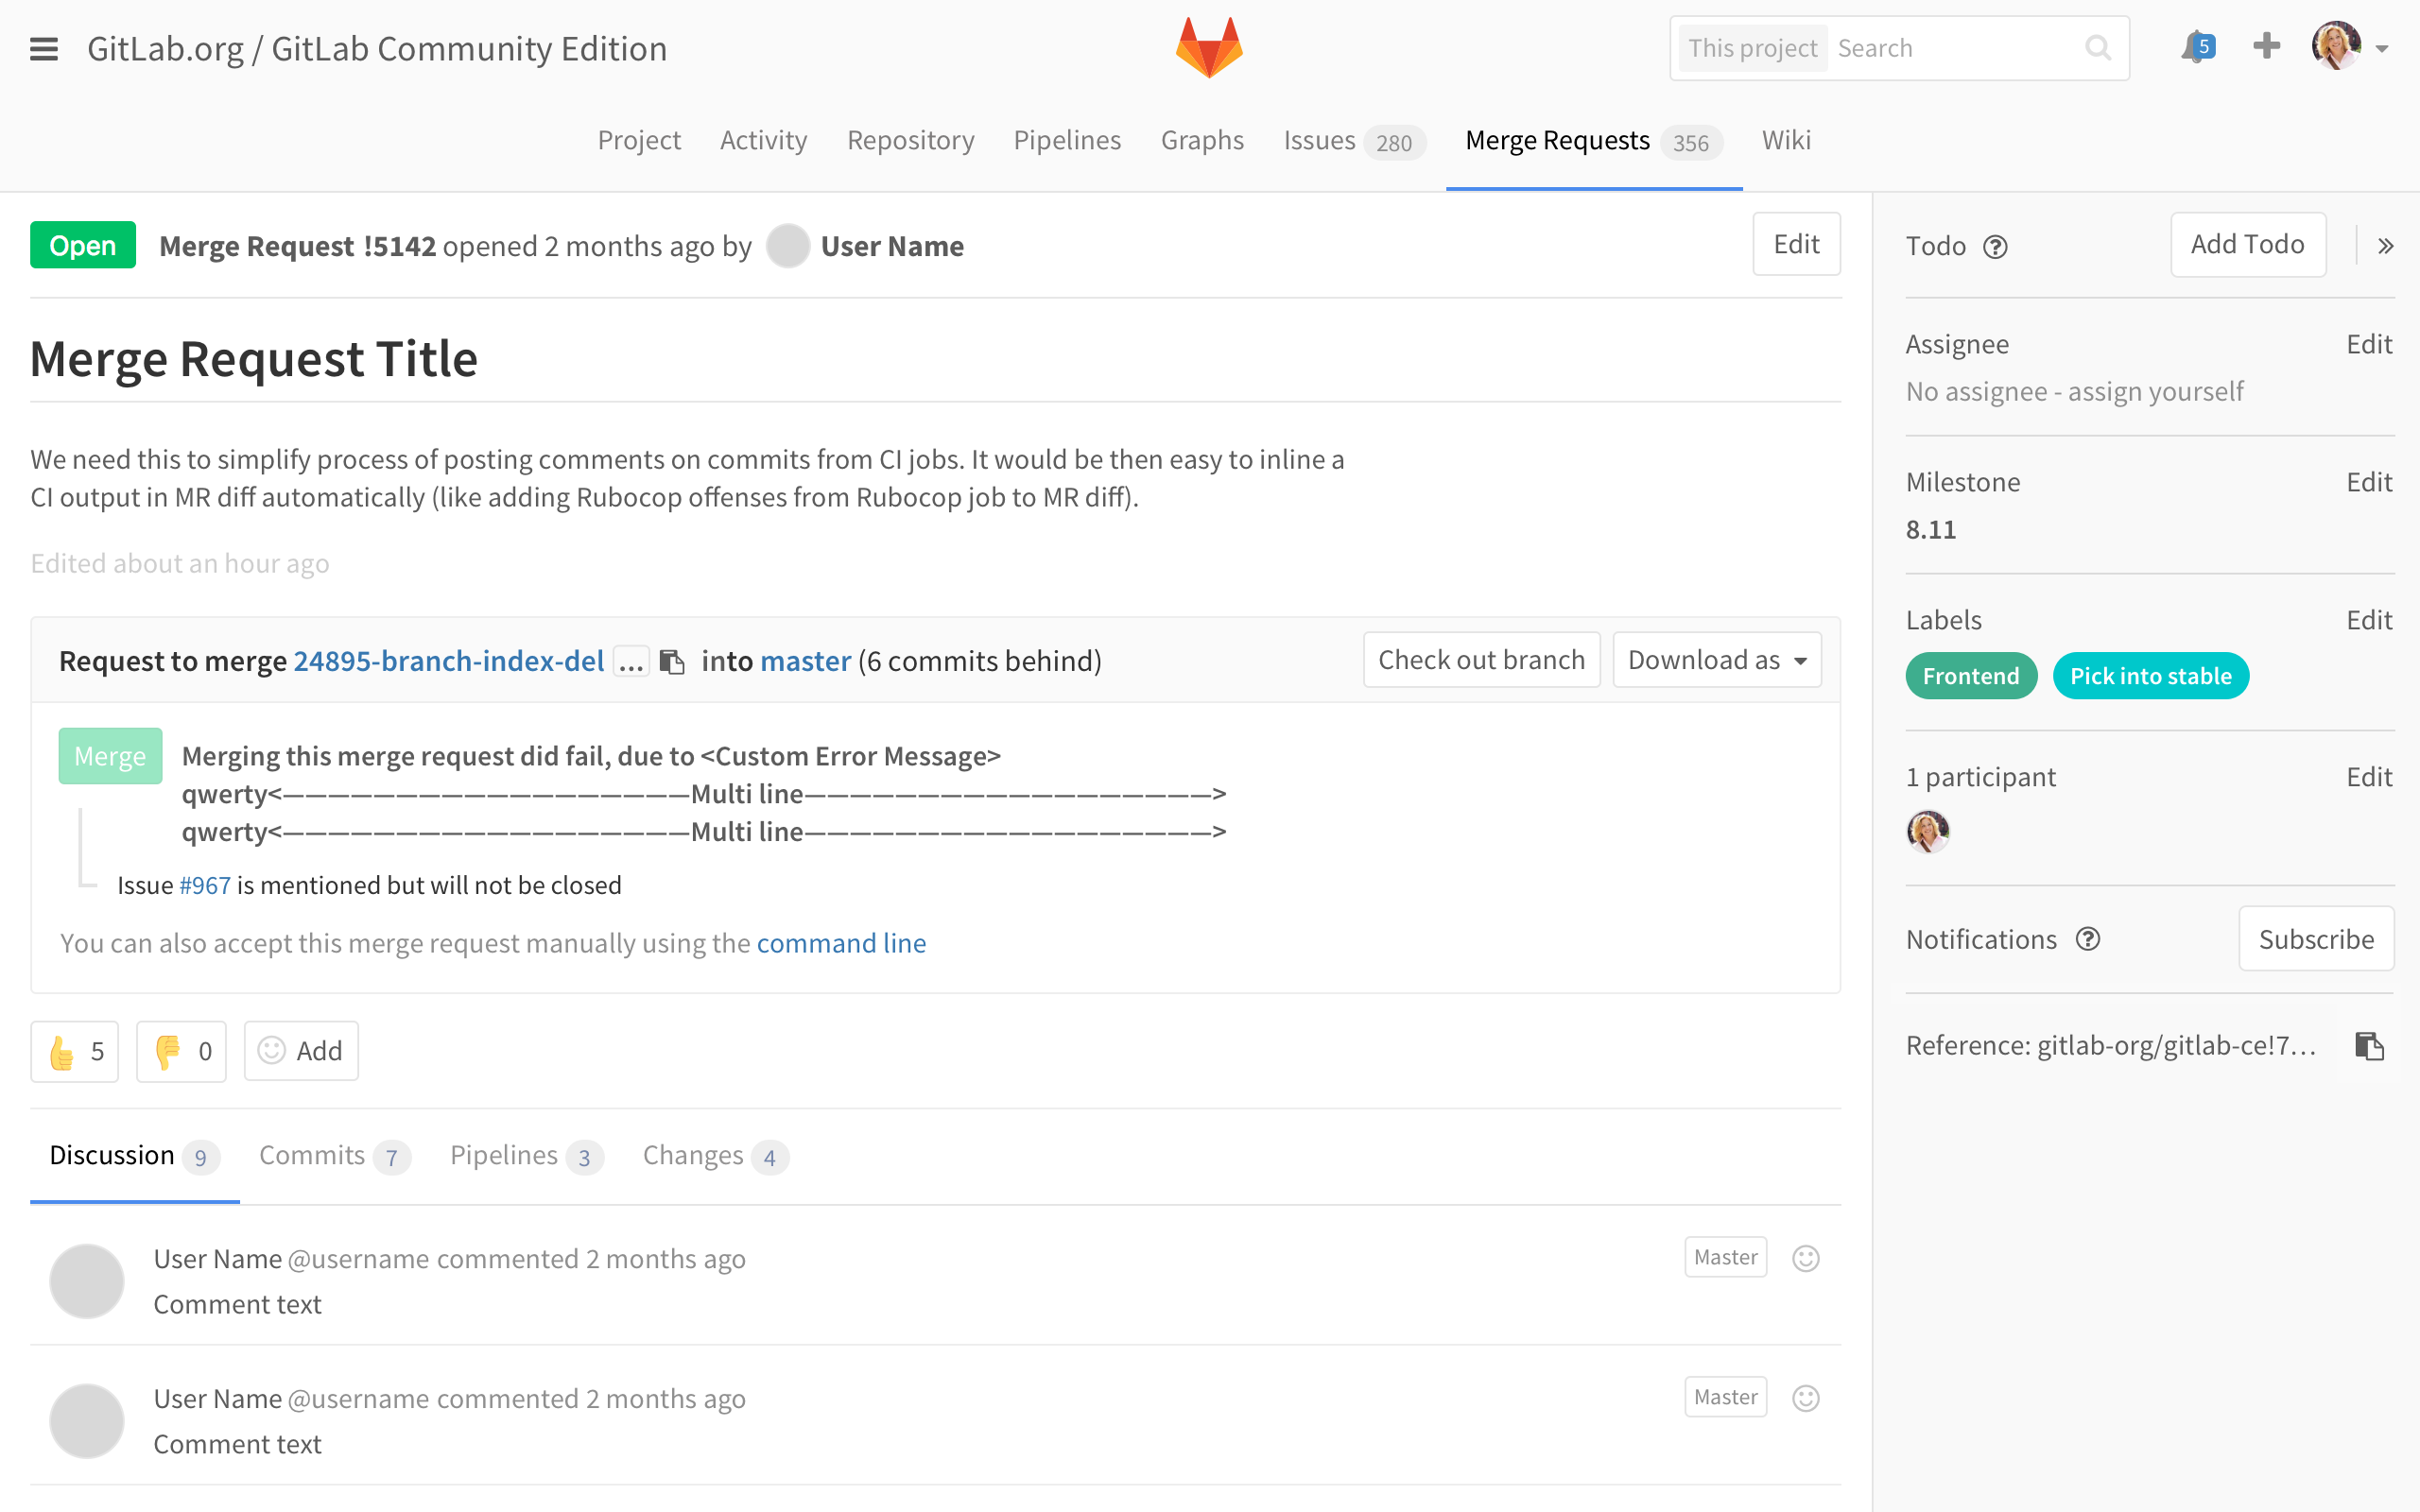 GitLab.org / GitLab Community Edition
This project Search
5
Project Activity Repository Pipelines Graphs Issues 280 Merge Requests 356 Wiki
Open Merge Request !5142 opened 2 months ago by User Name Edit
Merge Request Title
We need this to simplify process of posting comments on commits from CI jobs. It would be then easy to inline a
CI output in MR diff automatically (like adding Rubocop offenses from Rubocop job to MR diff).
Edited about an hour ago
Request to merge 24895-branch-index-del ... into master (6 commits behind) Check out branch Download as
Merge Merging this merge request did fail, due to <Custom Error Message>
qwerty<——————————————————Multi line——————————————————>
qwerty<——————————————————Multi line——————————————————>
Issue #967 is mentioned but will not be closed
You can also accept this merge request manually using the command line
5 0 Add
Discussion 9 Commits 7 Pipelines 3 Changes 4
User Name @username commented 2 months ago Master
Comment text
User Name @username commented 2 months ago Master
Comment text
Todo Add Todo »
Assignee Edit
No assignee - assign yourself
Milestone Edit
8.11
Labels Edit
Frontend Pick into stable
1 participant Edit
Notifications Subscribe
Reference: gitlab-org/gitlab-ce!7…